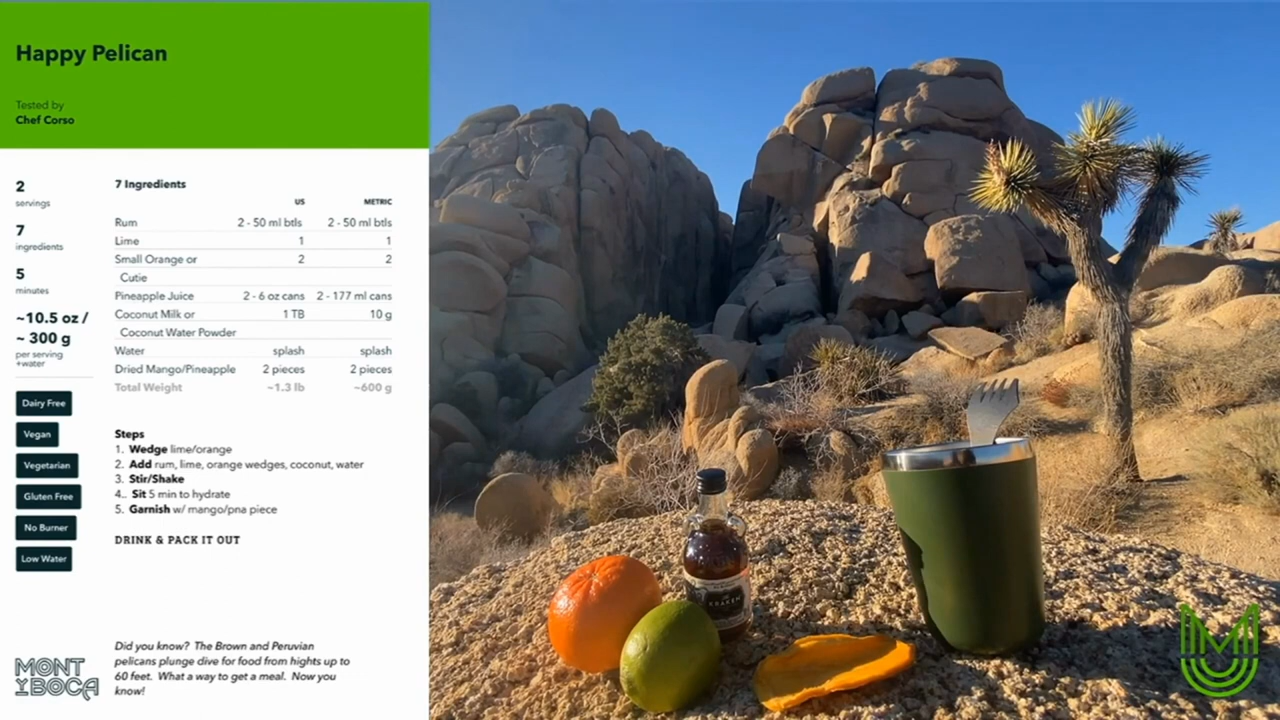 Happy Pelican
Tested by
Chef Corso
2
servings
7
ingredients
5
minutes
~10.5 oz /
~ 300 g
per serving
+water
Dairy Free
Vegan
Vegetarian
Gluten Free
No Burner
Low Water
7 Ingredients
US METRIC
Rum 2 - 50 ml btls 2 - 50 ml btls
Lime 1 1
Small Orange or 2 2
Cutie
Pineapple Juice 2 - 6 oz cans 2 - 177 ml cans
Coconut Milk or 1 TB 10 g
Coconut Water Powder
Water splash splash
Dried Mango/Pineapple 2 pieces 2 pieces
Total Weight ~1.3 lb ~600 g
Steps
1. Wedge lime/orange
2. Add rum, lime, orange wedges, coconut, water
3. Stir/Shake
4.. Sit 5 min to hydrate
5. Garnish w/ mango/pna piece
DRINK & PACK IT OUT
Did you know? The Brown and Peruvian
pelicans plunge dive for food from hights up to
60 feet. What a way to get a meal. Now you
know!
MONT
Y BOCA
KRAKEN